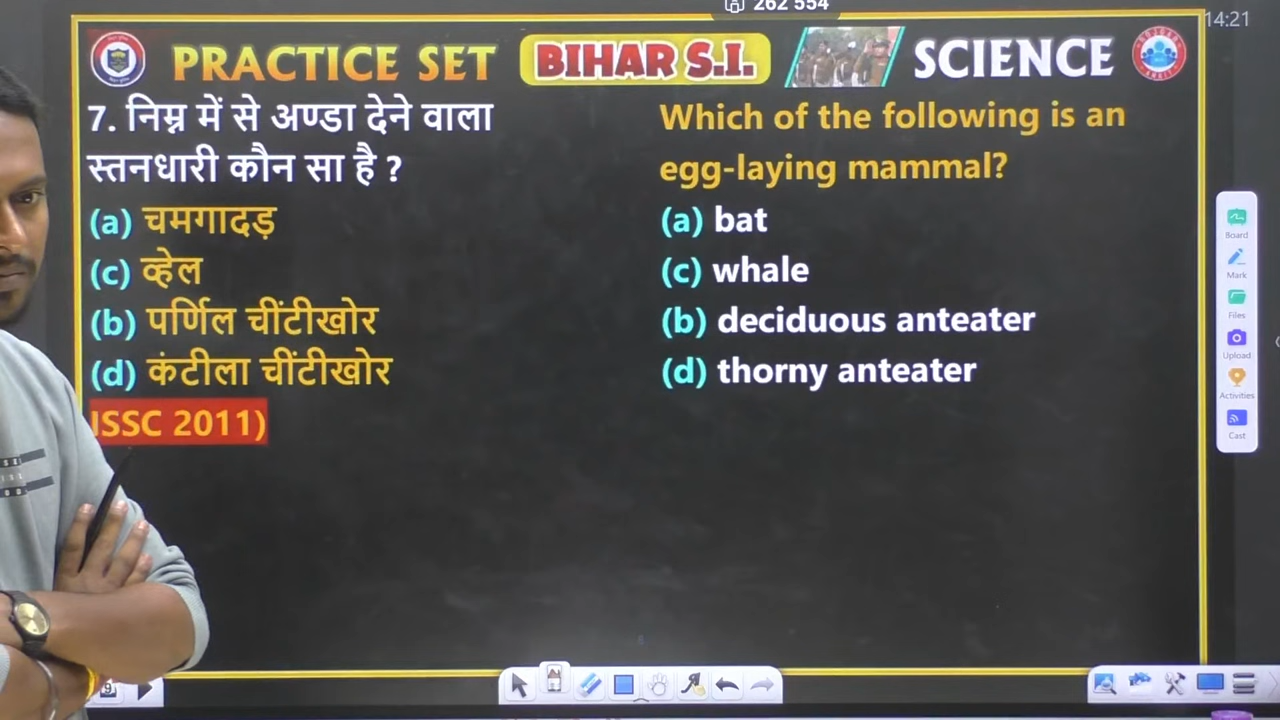 262 554
14:21
PRACTICE SET BIHAR S.I. SCIENCE
7. निम्न में से अण्डा देने वाला
स्तनधारी कौन सा है ?
(a) चमगादड़
(c) व्हेल
(b) पर्णिल चींटीखोर
(d) कंटीला चींटीखोर
ISSC 2011)
Which of the following is an
egg-laying mammal?
(a) bat
(c) whale
(b) deciduous anteater
(d) thorny anteater
Board
Mark
Files
Upload
Activities
Cast